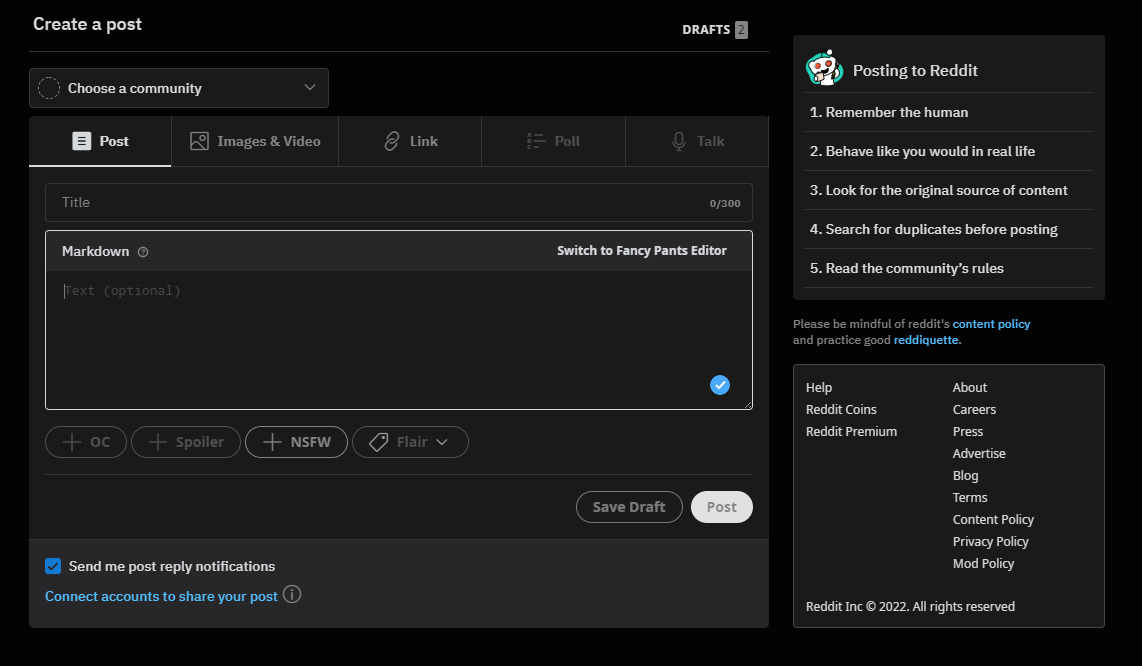 Create a post
DRAFTS 2
Choose a community
Post
Images & Video
Link
Poll
Talk
Title
0/300
Markdown
Switch to Fancy Pants Editor
Text (optional)
OC
Spoiler
NSFW
Flair
Save Draft
Post
Send me post reply notifications
Connect accounts to share your post
Posting to Reddit
1. Remember the human
2. Behave like you would in real life
3. Look for the original source of content
4. Search for duplicates before posting
5. Read the community's rules
Please be mindful of reddit's content policy
and practice good reddiquette.
Help
Reddit Coins
Reddit Premium
About
Careers
Press
Advertise
Blog
Terms
Content Policy
Privacy Policy
Mod Policy
Reddit Inc © 2022. All rights reserved